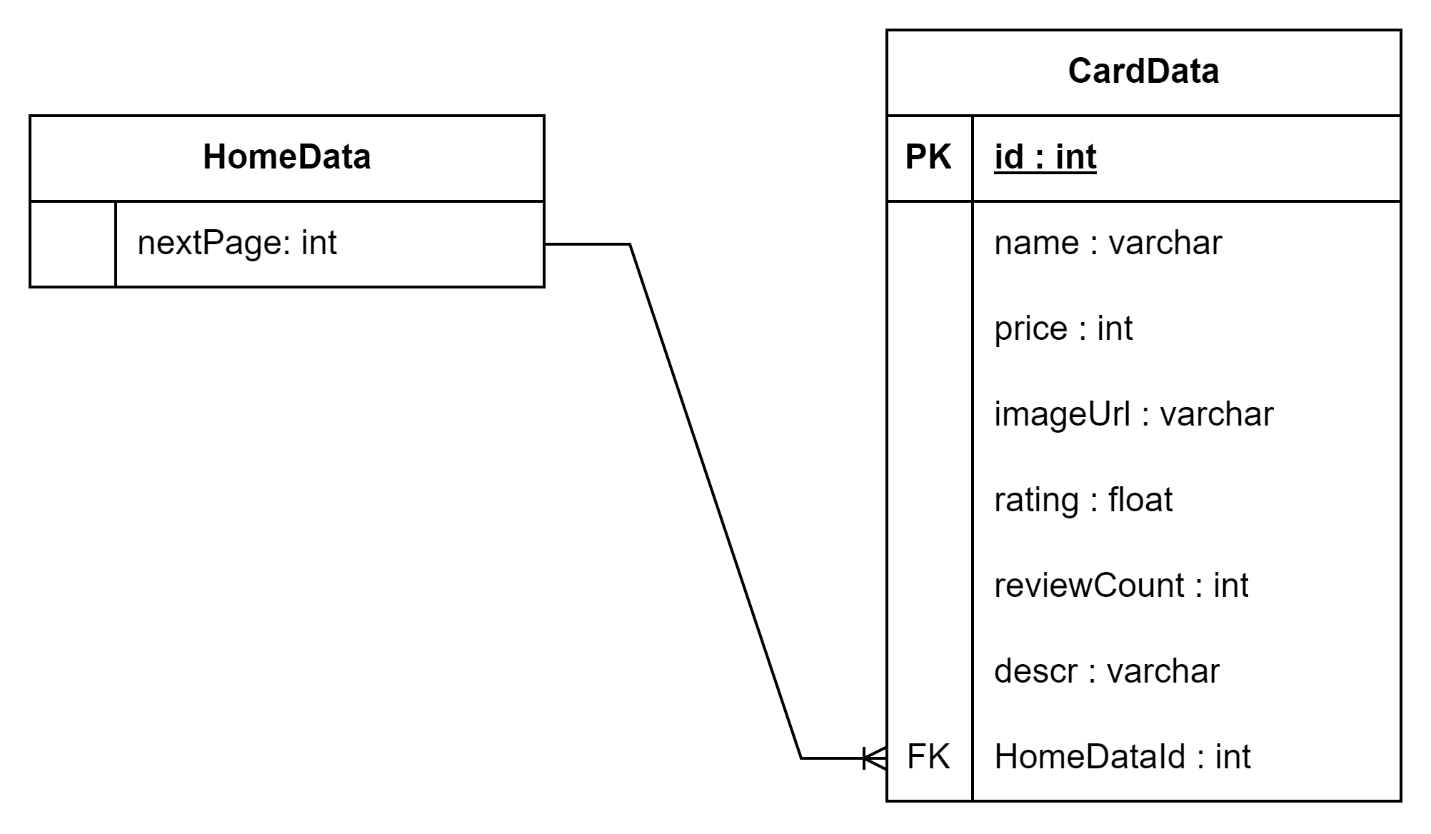 HomeData
nextPage: int
CardData
PK id : int
name : varchar
price : int
imageUrl : varchar
rating : float
reviewCount : int
descr : varchar
FK HomeDataId : int